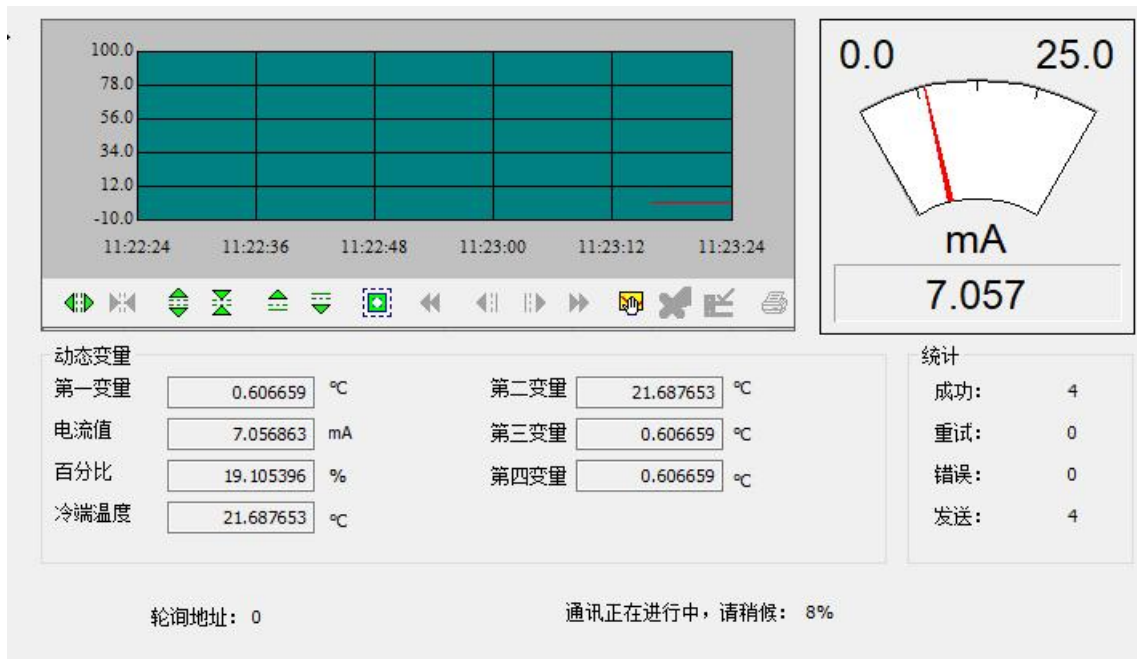 100.0
78.0
56.0
34.0
12.0
-10.0
11:22:24 11:22:36 11:22:48 11:23:00 11:23:12 11:23:24
0.0 25.0
mA
7.057
动态变量
第一变量 0.606659 ℃ 第二变量 21.687653 ℃
电流值 7.056863 mA 第三变量 0.606659 ℃
百分比 19.105396 % 第四变量 0.606659 ℃
冷端温度 21.687653 ℃
统计
成功: 4
重试: 0
错误: 0
发送: 4
轮询地址: 0 通讯正在进行中，请稍候: 8%